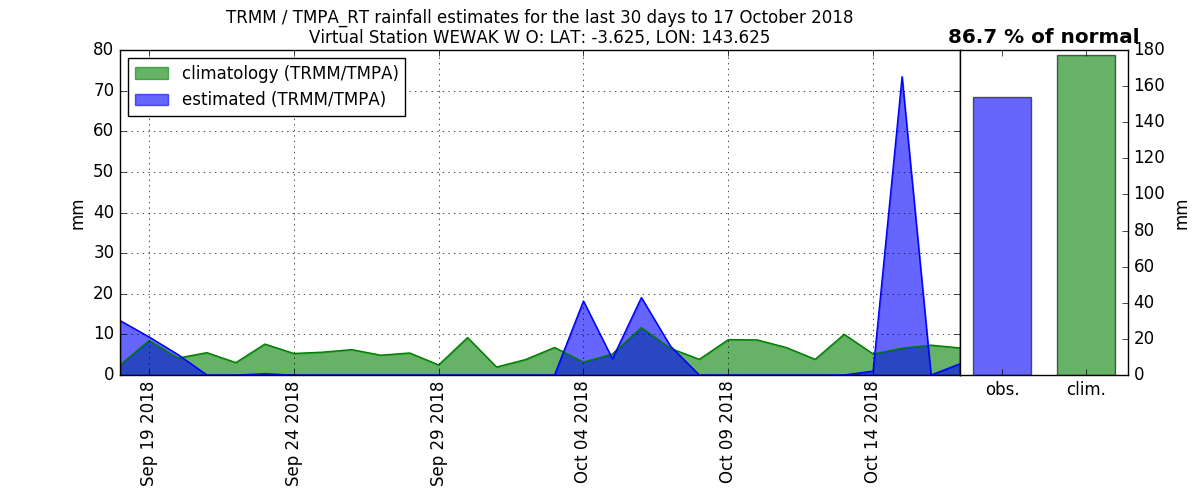 TRMM / TMPA_RT rainfall estimates for the last 30 days to 17 October 2018
Virtual Station WEWAK W O: LAT: -3.625, LON: 143.625
86.7 % of normal
climatology (TRMM/TMPA)
estimated (TRMM/TMPA)
80
70
60
50
40
30
20
10
0
mm
Sep 19 2018
Sep 24 2018
Sep 29 2018
Oct 04 2018
Oct 09 2018
Oct 14 2018
obs.
clim.
180
160
140
120
100
80
60
40
20
0
mm